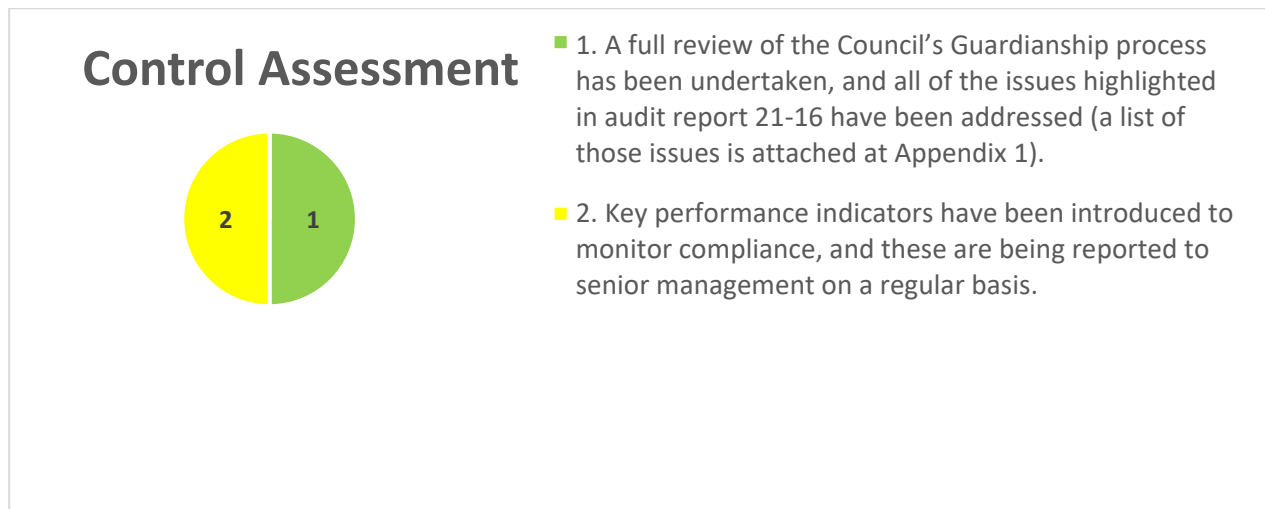 Control Assessment
2
1
1. A full review of the Council’s Guardianship process
has been undertaken, and all of the issues highlighted
in audit report 21-16 have been addressed (a list of
those issues is attached at Appendix 1).
2. Key performance indicators have been introduced to
monitor compliance, and these are being reported to
senior management on a regular basis.